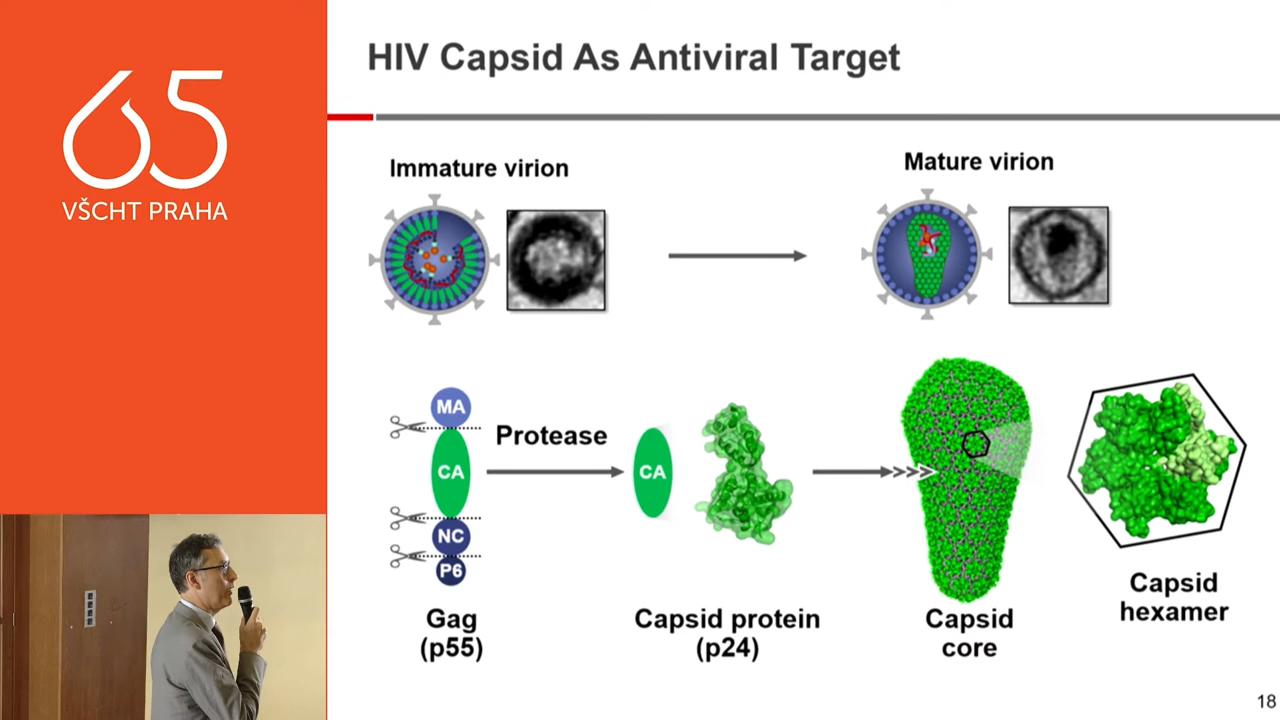 65
VŠCHT PRAHA
HIV Capsid As Antiviral Target
Immature virion
Mature virion
MA
CA
NC
P6
Protease
CA
Gag
(p55)
Capsid protein
(p24)
Capsid
core
Capsid
hexamer
18